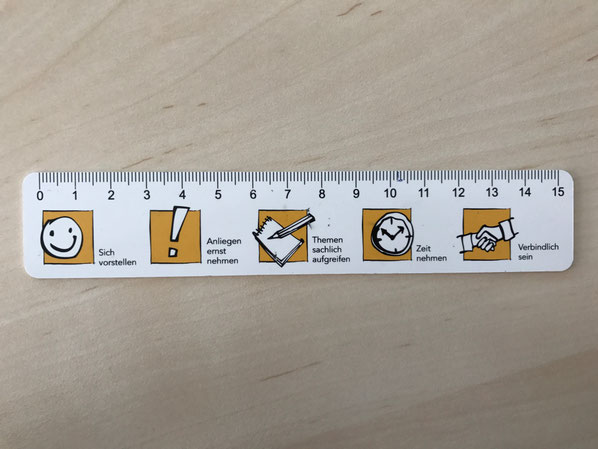 0 1 2 3 4 5 6 7 8 9 10 11 12 13 14 15
Sich
vorstellen
Anliegen
ernst
nehmen
Themen
sachlich
aufgreifen
Zeit
nehmen
Verbindlich
sein